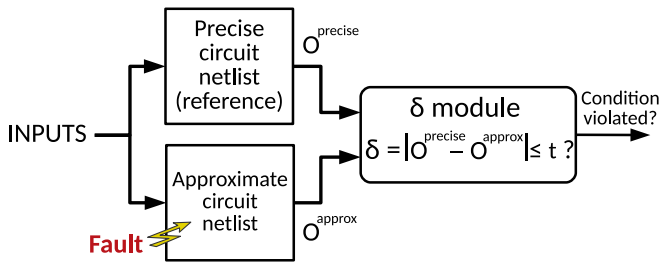 Precise
circuit
netlist
(reference)
O^precise
INPUTS
δ module
δ = |O^precise − O^approx| ≤ t ?
Condition
violated?
Approximate
circuit
netlist
O^approx
Fault